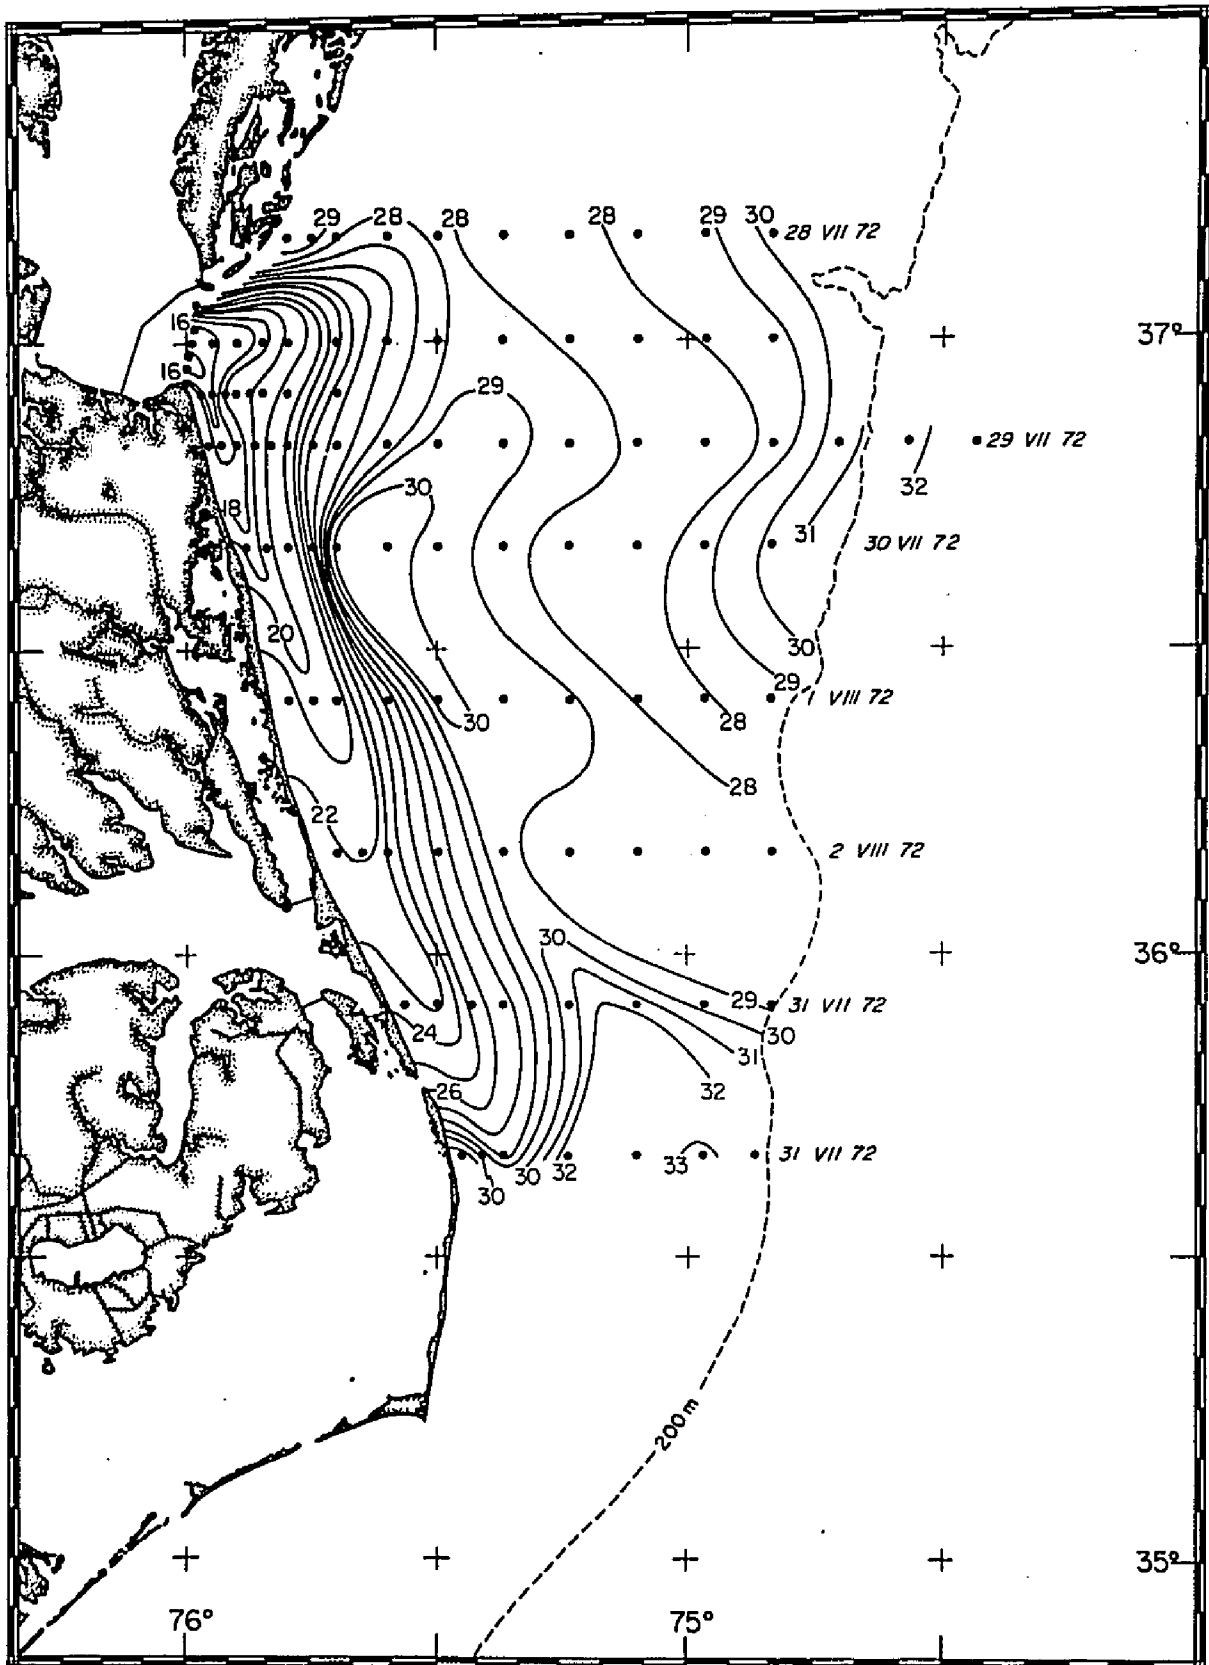 29 28 28 28 29 30 28 VII 72
16 37°
16
29
29 VII 72
30 32
18 31 30 VII 72
20 30
29
30 28 1 VIII 72
28
22
2 VIII 72
30 36°
29 31 VII 72
24 30
31
26 32
30 30 32 33 31 VII 72
200m
35°
76° 75°